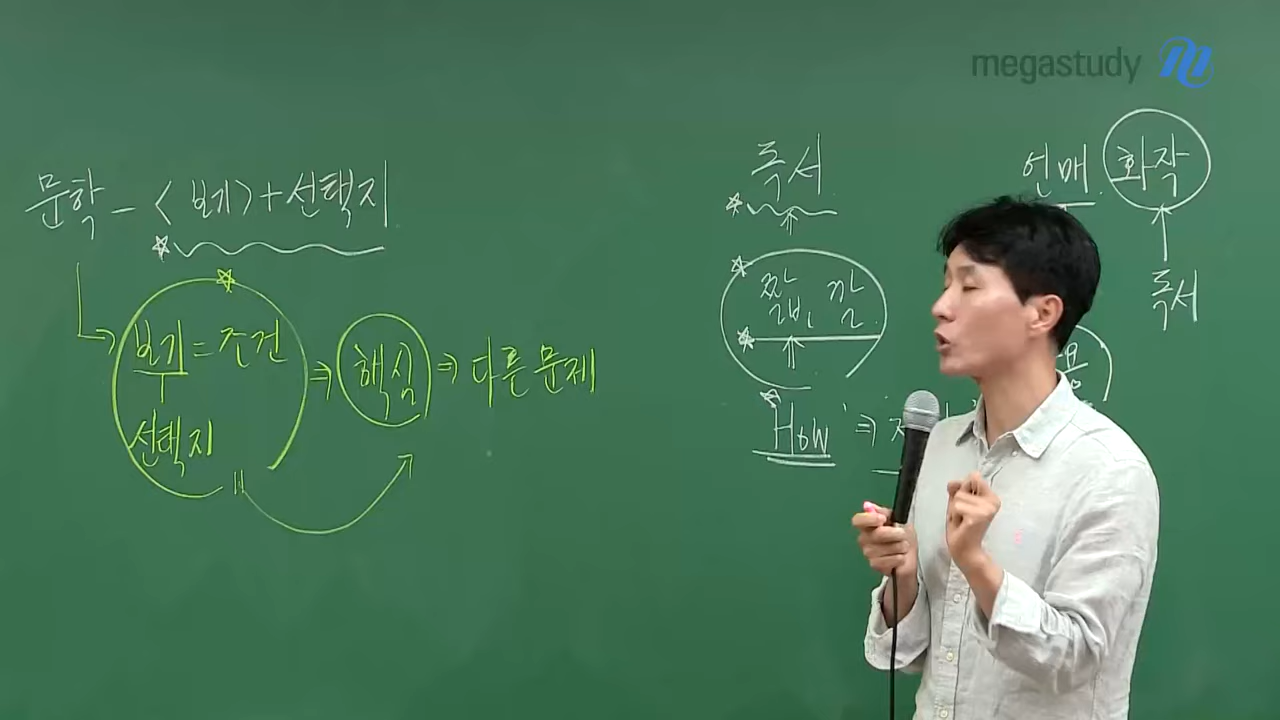 megastudy
문학 - <보기>+선택지
보기 = 조건
선택지
⇒ 핵심 ⇒ 다른 문제
독서
짧, 길
How ⇒
언매. 화작
독서